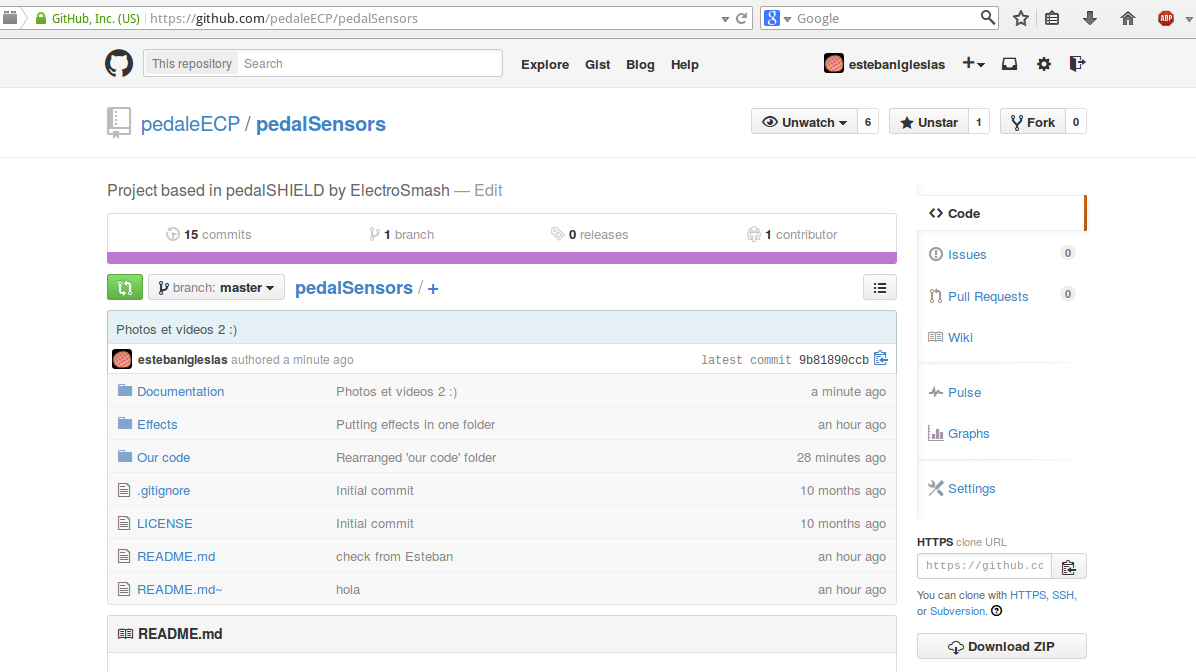 GitHub, Inc. (US) https://github.com/pedaleECP/pedalSensors Google ABP
This repository Search Explore Gist Blog Help estebaniglesias
pedaleECP / pedalSensors Unwatch 6 Unstar 1 Fork 0
Project based in pedalSHIELD by ElectroSmash — Edit
15 commits 1 branch 0 releases 1 contributor
branch: master pedalSensors / +
Photos et videos 2 :)
estebaniglesias authored a minute ago latest commit 9b81890ccb
Documentation Photos et videos 2 :) a minute ago
Effects Putting effects in one folder an hour ago
Our code Rearranged 'our code' folder 28 minutes ago
.gitignore Initial commit 10 months ago
LICENSE Initial commit 10 months ago
README.md check from Esteban an hour ago
README.md~ hola an hour ago
README.md
Code
Issues 0
Pull Requests 0
Wiki
Pulse
Graphs
Settings
HTTPS clone URL
https://github.co
You can clone with HTTPS, SSH,
or Subversion.
Download ZIP